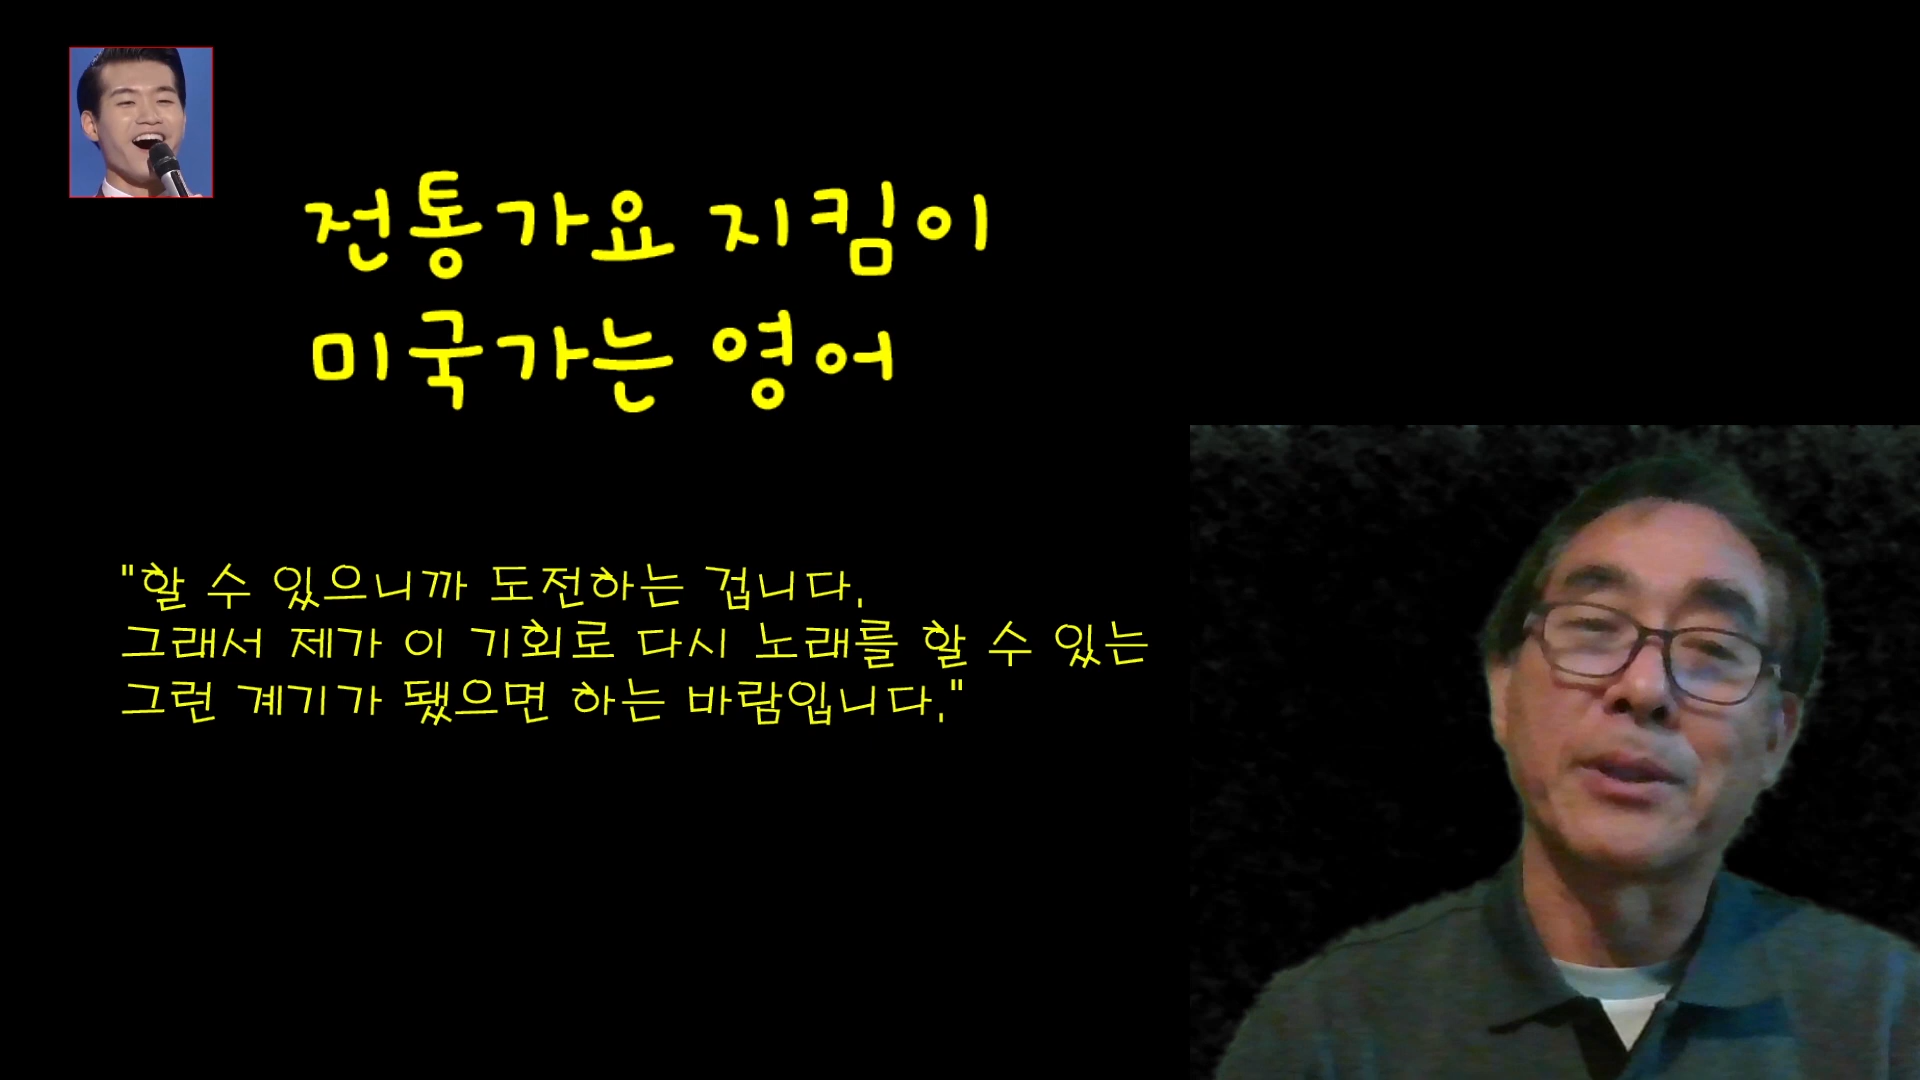 전통가요 지킴이
미국가는 영어
"할 수 있으니까 도전하는 겁니다.
그래서 제가 이 기회로 다시 노래를 할 수 있는
그런 계기가 됐으면 하는 바람입니다."